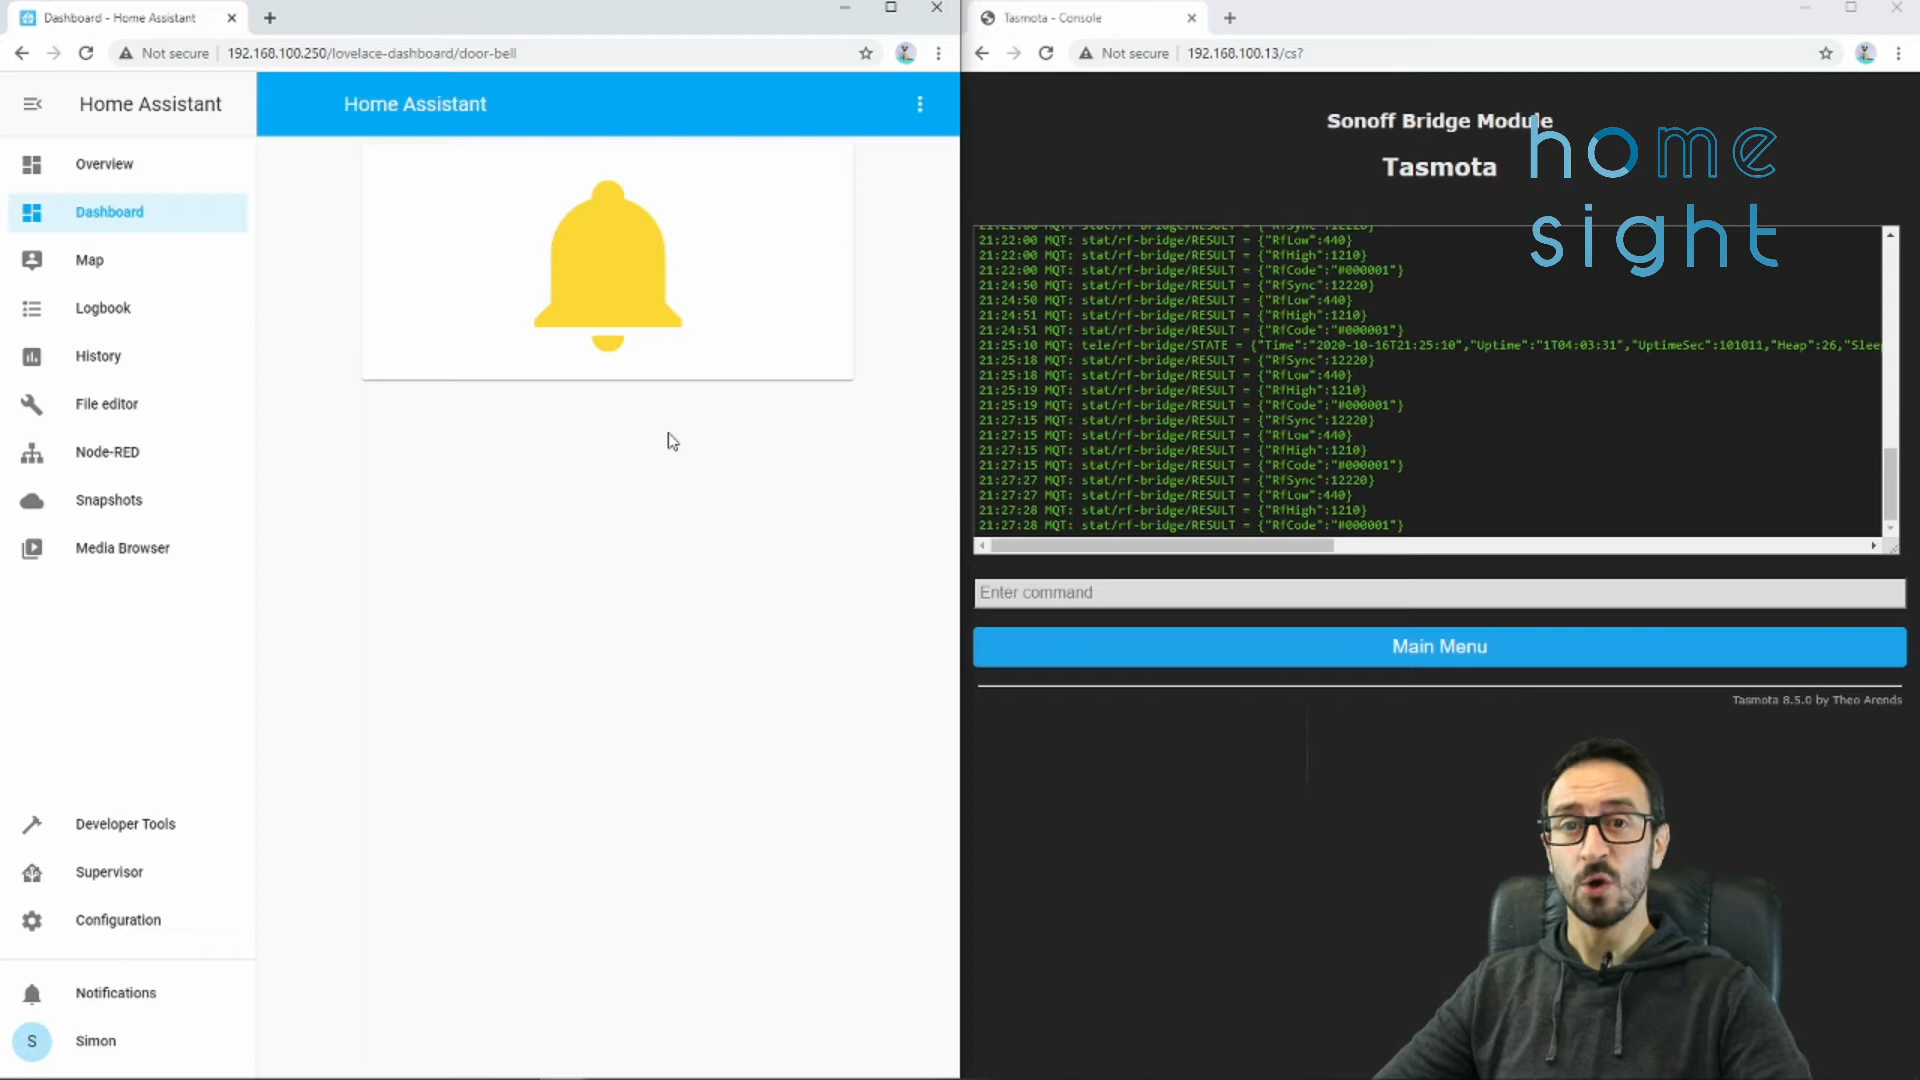 Dashboard - Home Assistant
Not secure
192.168.100.250/lovelace-dashboard/door-bell
Home Assistant
Home Assistant
Overview
Dashboard
Map
Logbook
History
File editor
Node-RED
Snapshots
Media Browser
Developer Tools
Supervisor
Configuration
Notifications
S
Simon
Tasmota - Console
Not secure
192.168.100.13/cs?
Sonoff Bridge Module
Tasmota
home
sight
21:22:00 MQT: stat/rf-bridge/RESULT = {"RfSync":12220}
21:22:00 MQT: stat/rf-bridge/RESULT = {"RfLow":440}
21:22:00 MQT: stat/rf-bridge/RESULT = {"RfHigh":1210}
21:22:00 MQT: stat/rf-bridge/RESULT = {"RfCode":"#000001"}
21:24:50 MQT: stat/rf-bridge/RESULT = {"RfSync":12220}
21:24:50 MQT: stat/rf-bridge/RESULT = {"RfLow":440}
21:24:51 MQT: stat/rf-bridge/RESULT = {"RfHigh":1210}
21:24:51 MQT: stat/rf-bridge/RESULT = {"RfCode":"#000001"}
21:25:10 MQT: tele/rf-bridge/STATE = {"Time":"2020-10-16T21:25:10","Uptime":"1T04:03:31","UptimeSec":101011,"Heap":26,"Slee
21:25:18 MQT: stat/rf-bridge/RESULT = {"RfSync":12220}
21:25:18 MQT: stat/rf-bridge/RESULT = {"RfLow":440}
21:25:19 MQT: stat/rf-bridge/RESULT = {"RfHigh":1210}
21:25:19 MQT: stat/rf-bridge/RESULT = {"RfCode":"#000001"}
21:27:15 MQT: stat/rf-bridge/RESULT = {"RfSync":12220}
21:27:15 MQT: stat/rf-bridge/RESULT = {"RfLow":440}
21:27:15 MQT: stat/rf-bridge/RESULT = {"RfHigh":1210}
21:27:15 MQT: stat/rf-bridge/RESULT = {"RfCode":"#000001"}
21:27:27 MQT: stat/rf-bridge/RESULT = {"RfSync":12220}
21:27:27 MQT: stat/rf-bridge/RESULT = {"RfLow":440}
21:27:28 MQT: stat/rf-bridge/RESULT = {"RfHigh":1210}
21:27:28 MQT: stat/rf-bridge/RESULT = {"RfCode":"#000001"}
Enter command
Main Menu
Tasmota 8.5.0 by Theo Arends